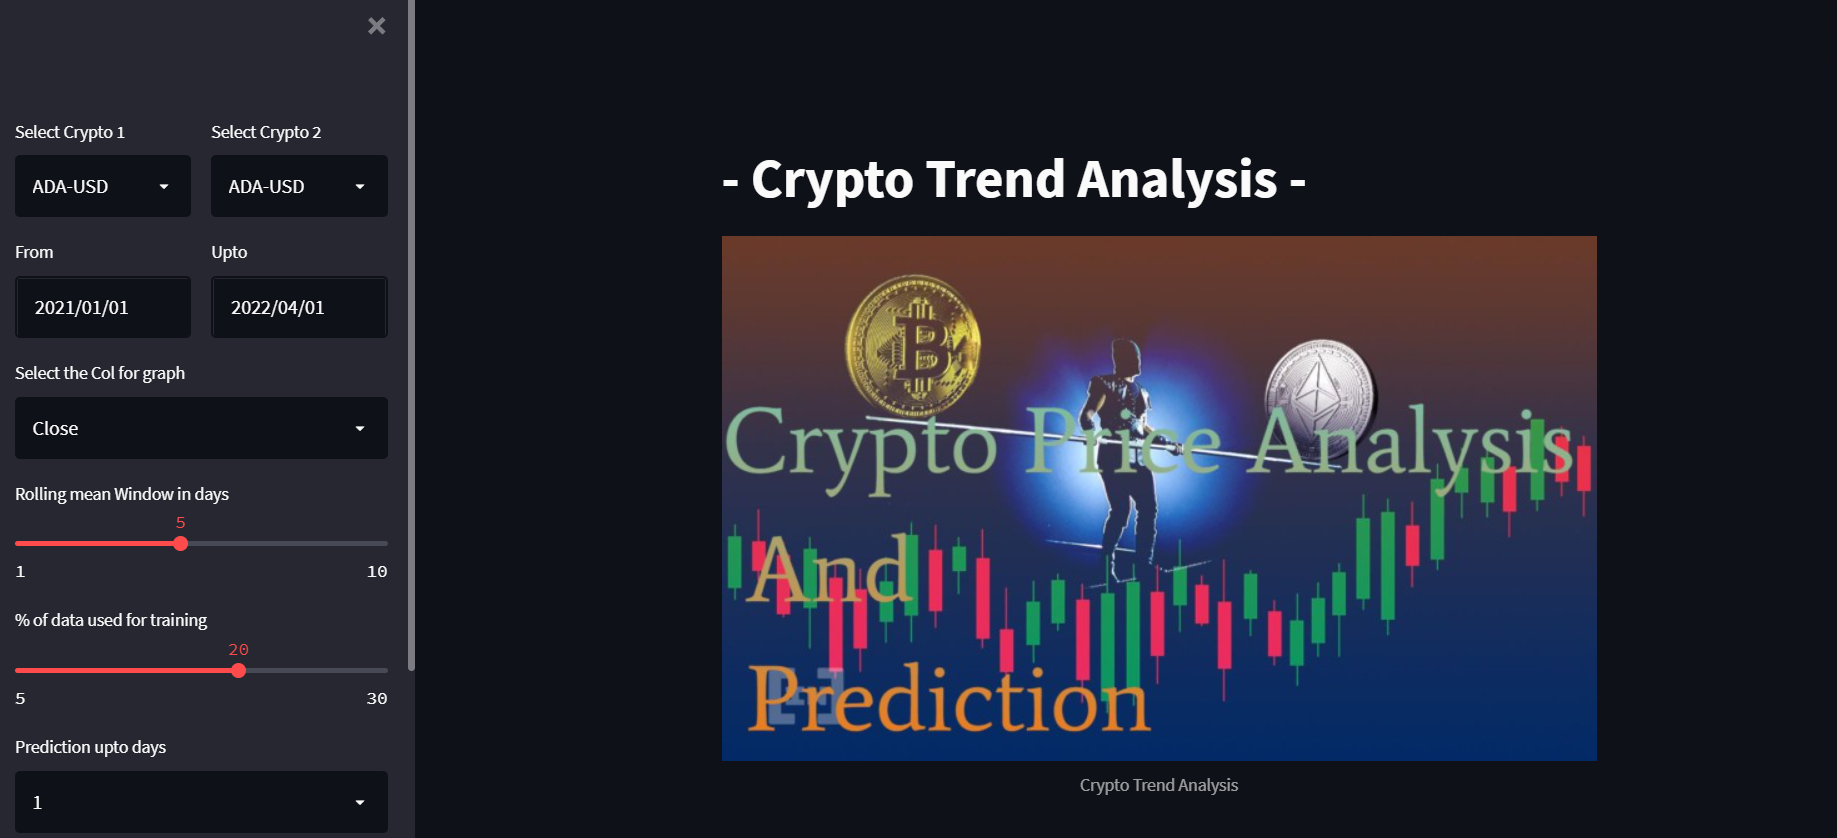 Select Crypto 1 Select Crypto 2
ADA-USD ADA-USD
From Upto
2021/01/01 2022/04/01
Select the Col for graph
Close
Rolling mean Window in days
5
1 10
% of data used for training
20
5 30
Prediction upto days
1
- Crypto Trend Analysis -
Crypto Price Analysis
And
Prediction
Crypto Trend Analysis